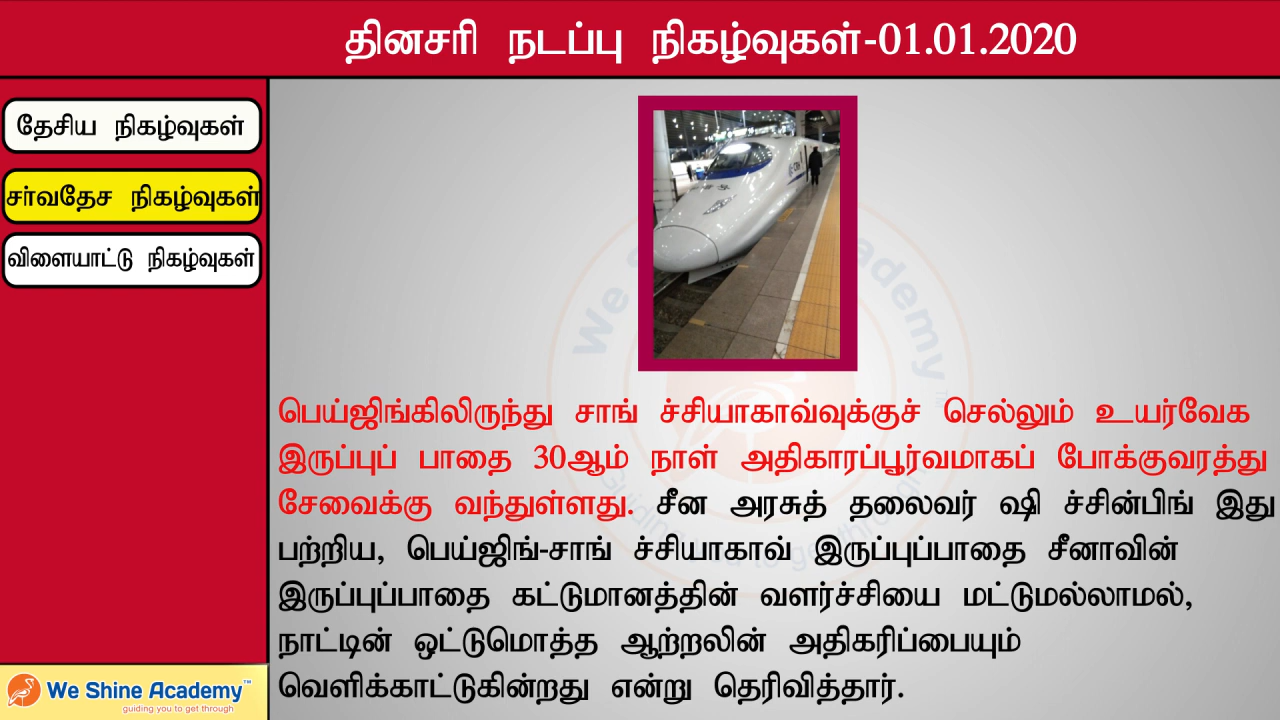 தினசரி நடப்பு நிகழ்வுகள்-01.01.2020
தேசிய நிகழ்வுகள்
சர்வதேச நிகழ்வுகள்
விளையாட்டு நிகழ்வுகள்
பெய்ஜிங்கிலிருந்து சாங் ச்சியாகாவ்வுக்குச் செல்லும் உயர்வேக
இருப்புப் பாதை 30ஆம் நாள் அதிகாரப்பூர்வமாகப் போக்குவரத்து
சேவைக்கு வந்துள்ளது. சீன அரசுத் தலைவர் ஷி ச்சின்பிங் இது
பற்றிய, பெய்ஜிங்-சாங் ச்சியாகாவ் இருப்புப்பாதை சீனாவின்
இருப்புப்பாதை கட்டுமானத்தின் வளர்ச்சியை மட்டுமல்லாமல்,
நாட்டின் ஒட்டுமொத்த ஆற்றலின் அதிகரிப்பையும்
வெளிக்காட்டுகின்றது என்று தெரிவித்தார்.
We Shine Academy™
guiding you to get through